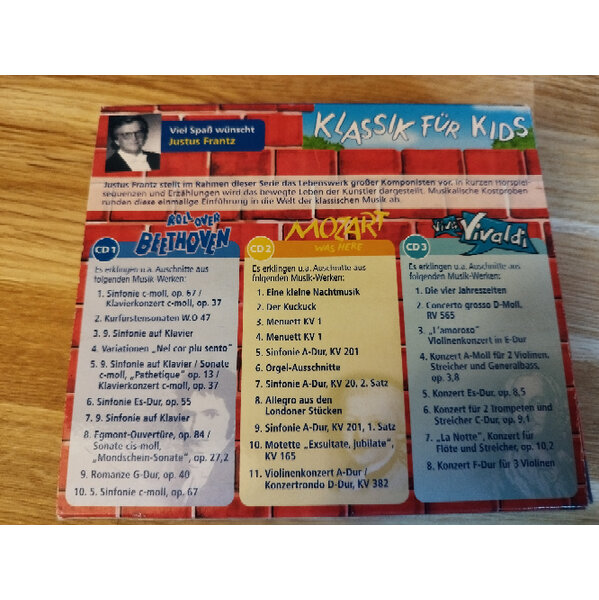 Viel Spaß wünscht
Justus Frantz
KLASSIK FÜR KIDS
Justus Frantz stellt im Rahmen dieser Serie das Lebenswerk großer Komponisten vor. In kurzen Hörspiel-
sequenzen und Erzählungen wird das bewegte Leben der Künstler dargestellt. Musikalische Kostproben
runden diese einmalige Einführung in die Welt der klassischen Musik ab.
CD 1
ROLL OVER
BEETHOVEN
Es erklingen u.a. Auschnitte aus
folgenden Musik-Werken:
1. Sinfonie c-moll, op. 67 /
Klavierkonzert c-moll, op. 37
2. Kurfürstensonaten W.O 47
3. 9. Sinfonie auf Klavier
4. Variationen „Nel cor plu sento"
5. 9. Sinfonie auf Klavier / Sonate
c-moll, „Pathetique" op. 13 /
Klavierkonzert c-moll, op. 37
6. Sinfonie Es-Dur, op. 55
7. 9. Sinfonie auf Klavier
8. Egmont-Ouvertüre, op. 84 /
Sonate cis-moll,
„Mondschein-Sonate", op. 27,2
9. Romanze G-Dur, op. 40
10. 5. Sinfonie c-moll, op. 67
CD 2
MOZART
WAS HERE
Es erklingen u.a. Auschnitte aus
folgenden Musik-Werken:
1. Eine kleine Nachtmusik
2. Der Kuckuck
3. Menuett KV 1
4. Menuett KV 1
5. Sinfonie A-Dur, KV 201
6. Orgel-Ausschnitte
7. Sinfonie A-Dur, KV 20, 2. Satz
8. Allegro aus den
Londoner Stücken
9. Sinfonie A-Dur, KV 201, 1. Satz
10. Motette „Exsultate, Jubilate",
KV 165
11. Violinenkonzert A-Dur /
Konzertrondo D-Dur, KV 382
CD 3
Viva
Vivaldi
Es erklingen u.a. Auschnitte aus
folgenden Musik-Werken:
1. Die vier Jahreszeiten
2. Concerto grosso D-Moll,
RV 565
3. „L'amoroso"
Violinenkonzert in E-Dur
4. Konzert A-Moll für 2 Violinen,
Streicher und Generalbass,
op. 3,8
5. Konzert Es-Dur, op. 8,5
6. Konzert für 2 Trompeten und
Streicher C-Dur, op. 9,1
7. „La Notte", Konzert für
Flöte und Streicher, op. 10,2
8. Konzert F-Dur für 3 Violinen